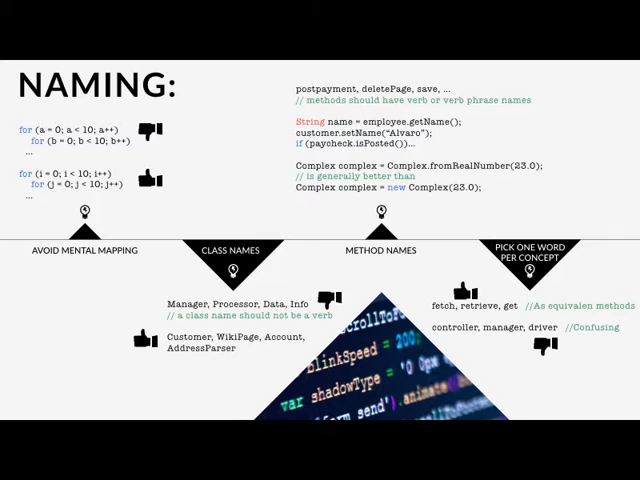 NAMING:
for (a = 0; a < 10; a++)
for (b = 0; b < 10; b++)
...
for (i = 0; i < 10; i++)
for (j = 0; j < 10; j++)
...
postpayment, deletePage, save, ...
// methods should have verb or verb phrase names
String name = employee.getName();
customer.setName("Alvaro");
if (paycheck.isPosted())...
Complex complex = Complex.fromRealNumber(23.0);
// is generally better than
Complex complex = new Complex(23.0);
AVOID MENTAL MAPPING
CLASS NAMES
METHOD NAMES
PICK ONE WORD
PER CONCEPT
Manager, Processor, Data, Info
// a class name should not be a verb
Customer, WikiPage, Account,
AddressParser
fetch, retrieve, get //As equivalen methods
controller, manager, driver //Confusing
blinkSpeed = 200;
var shadowType = '0 0px
send').animate(